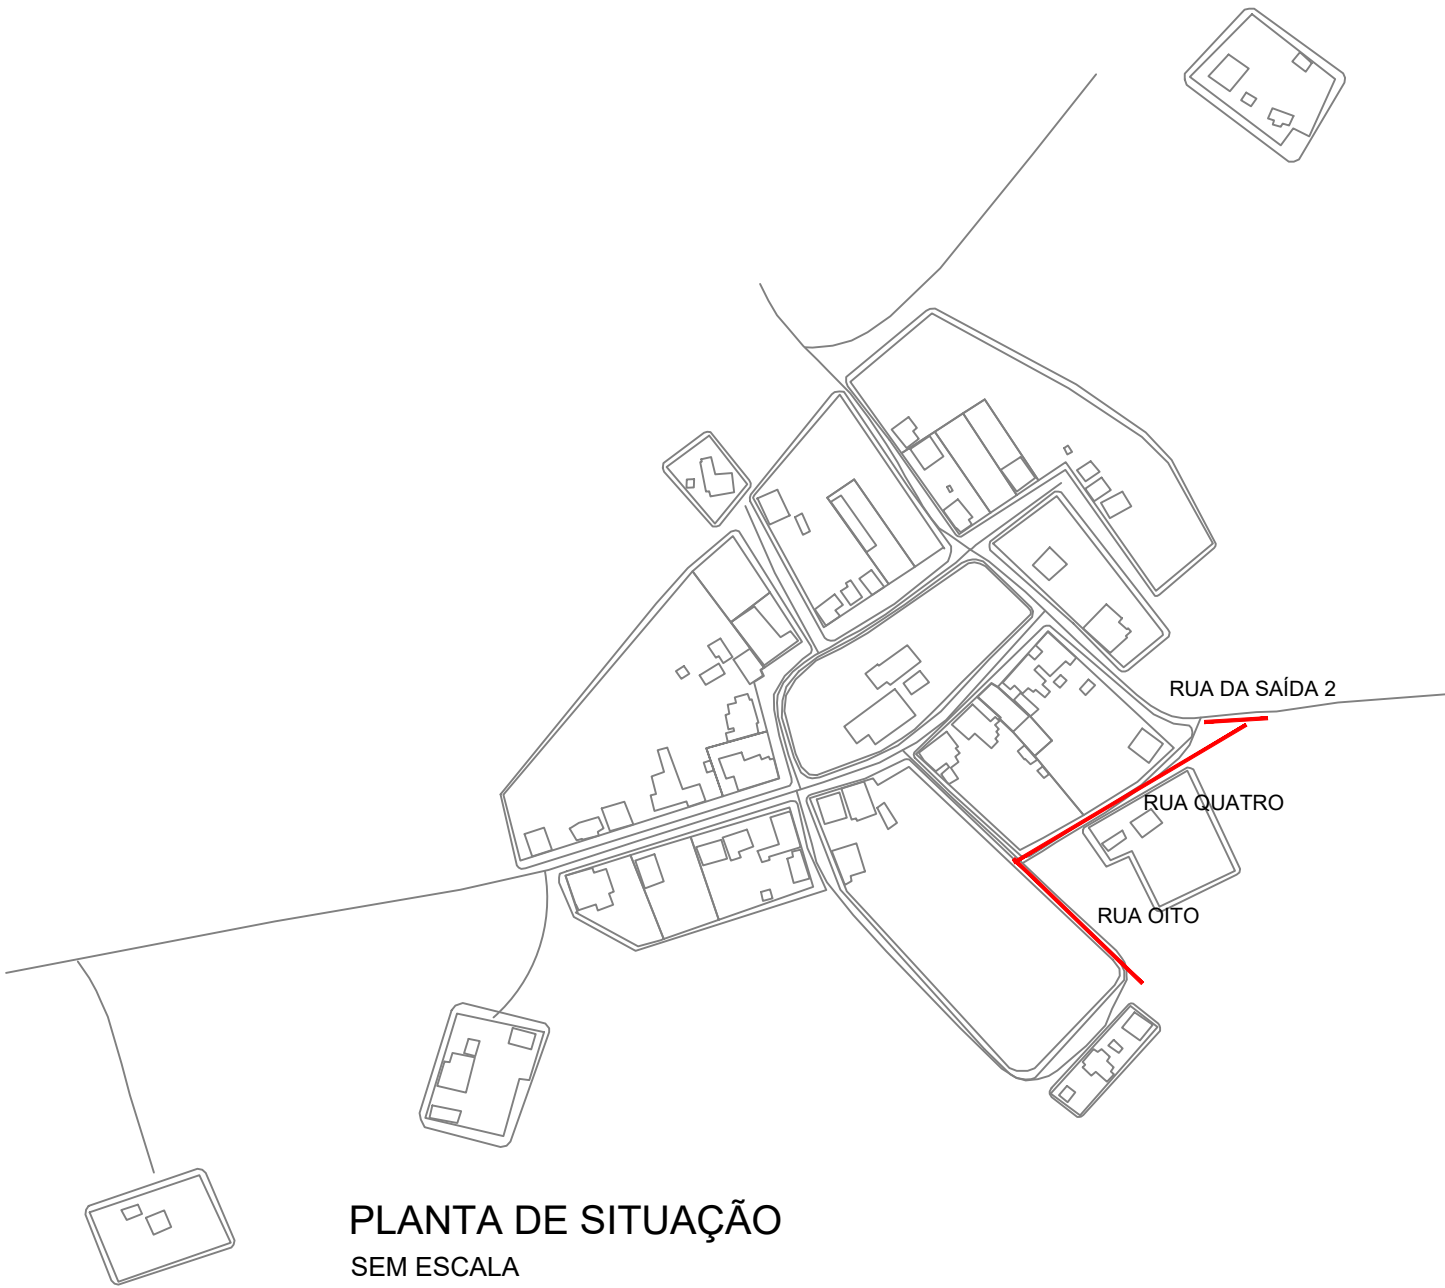 RUA DA SAÍDA 2
RUA QUATRO
RUA OITO
PLANTA DE SITUAÇÃO
SEM ESCALA